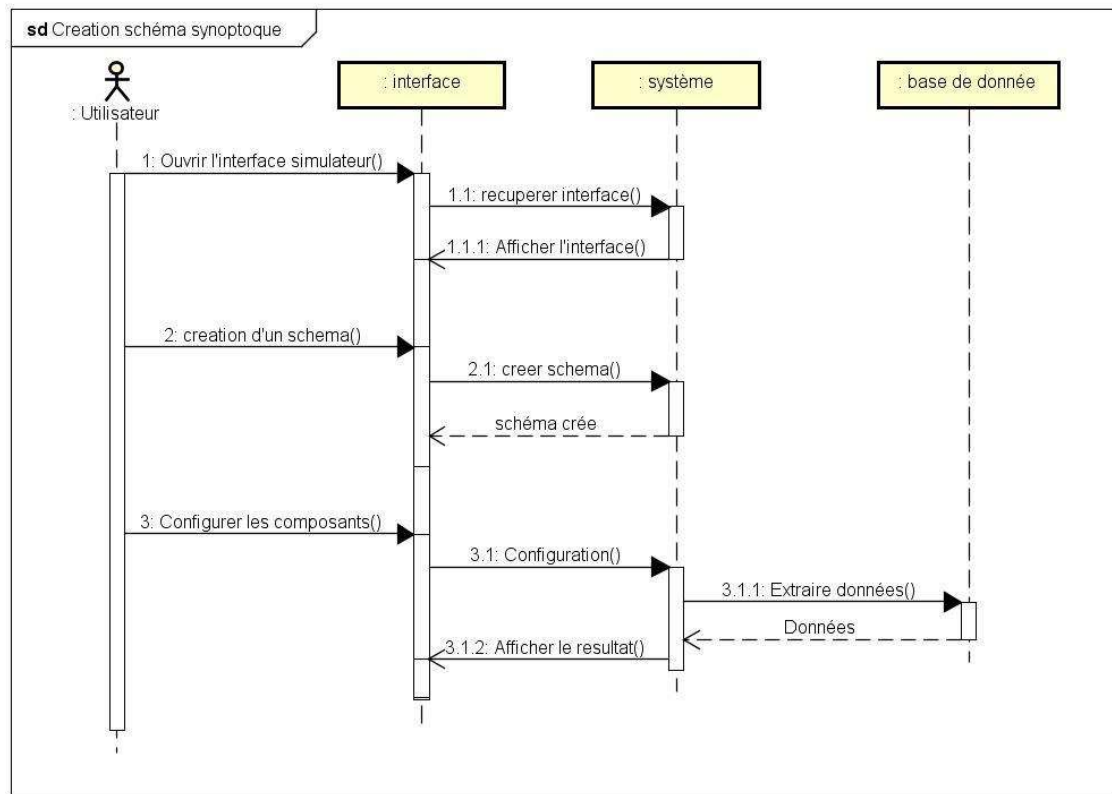 sd Creation schéma synoptoque
: Utilisateur
: interface
: système
: base de donnée
1: Ouvrir l'interface simulateur()
1.1: recuperer interface()
1.1.1: Afficher l'interface()
2: creation d'un schema()
2.1: creer schema()
schéma crée
3: Configurer les composants()
3.1: Configuration()
3.1.1: Extraire données()
Données
3.1.2: Afficher le resultat()